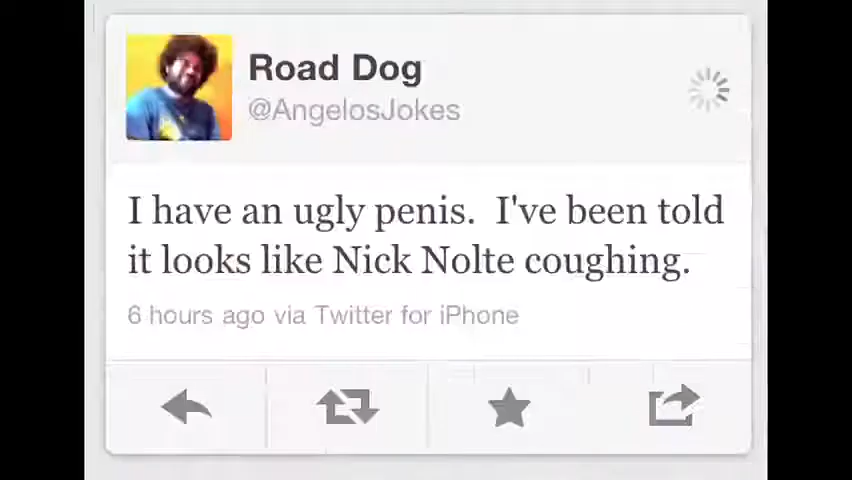 Road Dog
@AngelosJokes
I have an ugly penis.  I've been told
it looks like Nick Nolte coughing.
6 hours ago via Twitter for iPhone